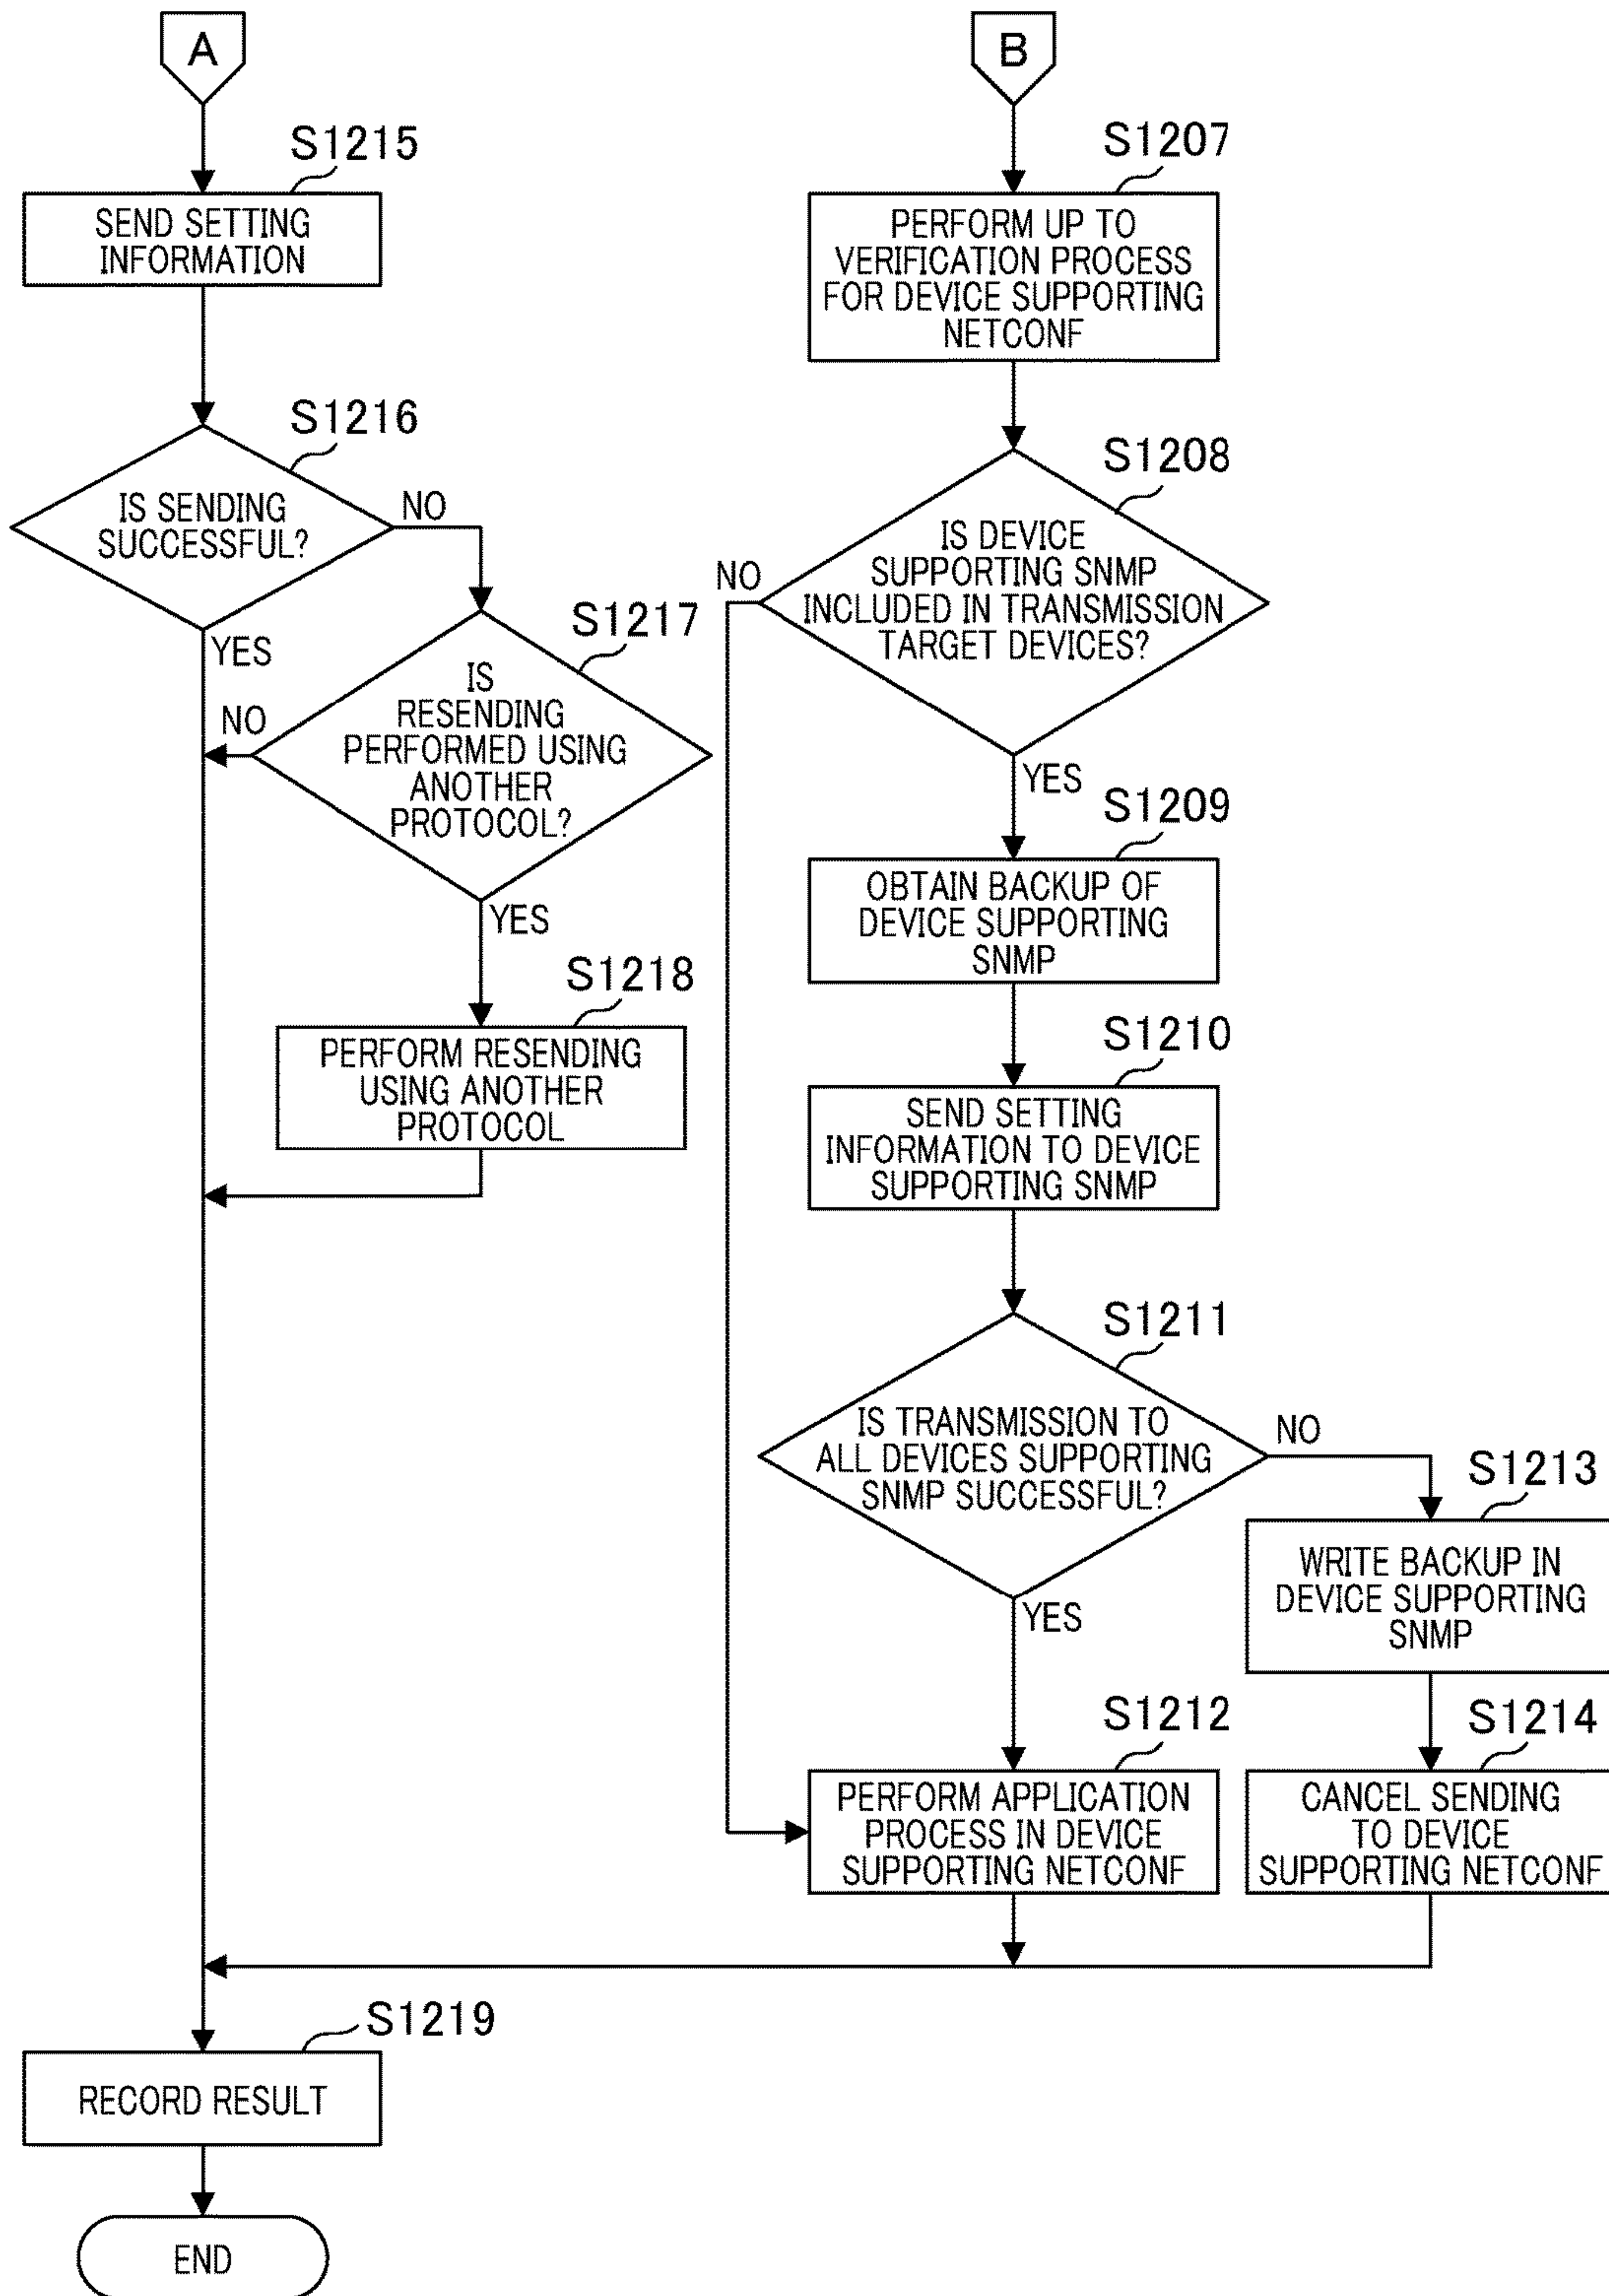 A
S1215
SEND SETTING
INFORMATION
S1216
IS SENDING
SUCCESSFUL?
NO
YES
S1217
IS
RESENDING
PERFORMED USING
ANOTHER
PROTOCOL?
NO
YES
S1218
PERFORM RESENDING
USING ANOTHER
PROTOCOL
B
S1207
PERFORM UP TO
VERIFICATION PROCESS
FOR DEVICE SUPPORTING
NETCONF
S1208
IS DEVICE
SUPPORTING SNMP
INCLUDED IN TRANSMISSION
TARGET DEVICES?
NO
YES
S1209
OBTAIN BACKUP OF
DEVICE SUPPORTING
SNMP
S1210
SEND SETTING
INFORMATION TO DEVICE
SUPPORTING SNMP
S1211
IS TRANSMISSION TO
ALL DEVICES SUPPORTING
SNMP SUCCESSFUL?
NO
YES
S1213
WRITE BACKUP IN
DEVICE SUPPORTING
SNMP
S1212
PERFORM APPLICATION
PROCESS IN DEVICE
SUPPORTING NETCONF
S1214
CANCEL SENDING
TO DEVICE
SUPPORTING NETCONF
S1219
RECORD RESULT
END